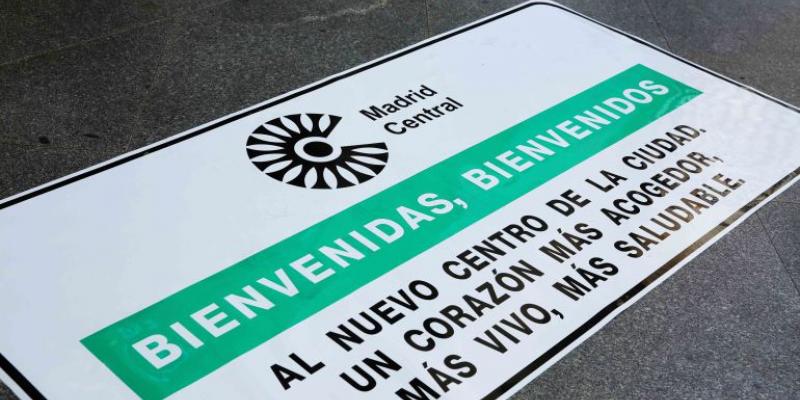 Madrid
Central
BIENVENIDAS, BIENVENIDOS
AL NUEVO CENTRO DE LA CIUDAD.
UN CORAZÓN MÁS ACOGEDOR,
MÁS VIVO, MÁS SALUDABLE.